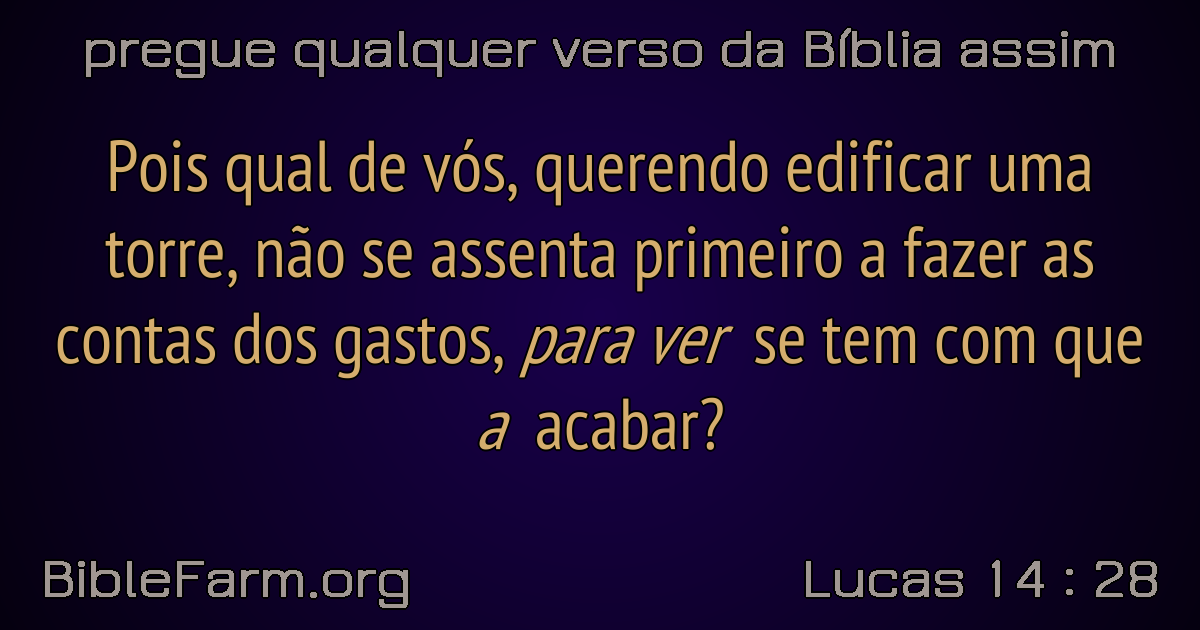 pregue qualquer verso da Bíblia assim
Pois qual de vós, querendo edificar uma
torre, não se assenta primeiro a fazer as
contas dos gastos, para ver se tem com que
a acabar?
BibleFarm.org
Lucas 14 : 28